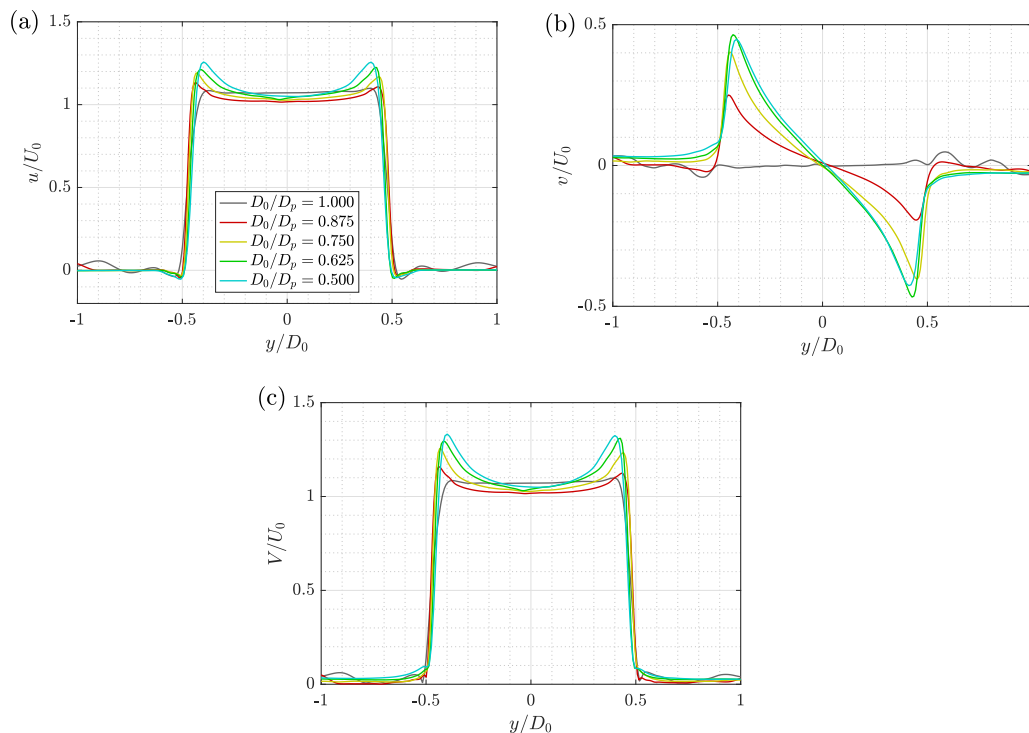 (a)
1.5
1
0.5
0
u/U₀
-1
-0.5
0
0.5
1
y/D₀
D₀/Dₚ = 1.000
D₀/Dₚ = 0.875
D₀/Dₚ = 0.750
D₀/Dₚ = 0.625
D₀/Dₚ = 0.500
(b)
0.5
0
-0.5
v/U₀
-1
-0.5
0
0.5
y/D₀
(c)
1.5
1
0.5
0
V/U₀
-1
-0.5
0
0.5
1
y/D₀